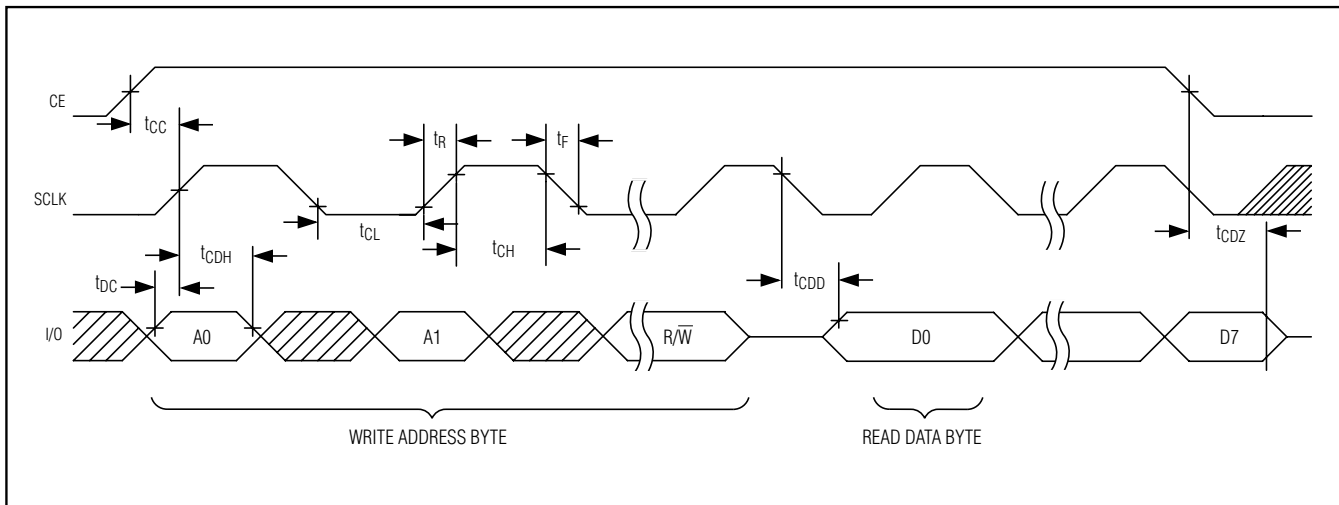 CE
tCC
tR
tF
SCLK
tCL
tCDZ
tCDH
tCH
tDC
tCDD
I/O
A0
A1
R/W̅
D0
D7
WRITE ADDRESS BYTE
READ DATA BYTE